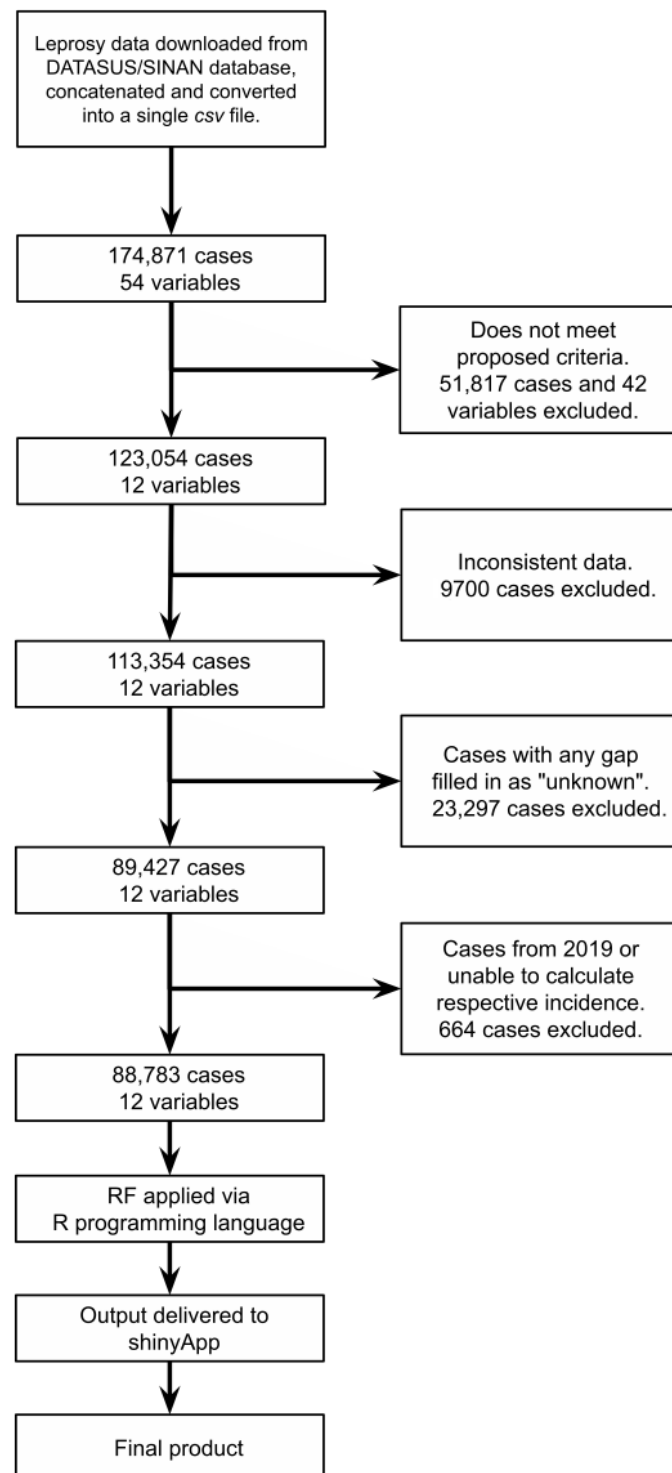 Leprosy data downloaded from
DATASUS/SINAN database,
concatenated and converted
into a single csv file.
174,871 cases
54 variables
Does not meet
proposed criteria.
51,817 cases and 42
variables excluded.
123,054 cases
12 variables
Inconsistent data.
9700 cases excluded.
113,354 cases
12 variables
Cases with any gap
filled in as "unknown".
23,297 cases excluded.
89,427 cases
12 variables
Cases from 2019 or
unable to calculate
respective incidence.
664 cases excluded.
88,783 cases
12 variables
RF applied via
R programming language
Output delivered to
shinyApp
Final product